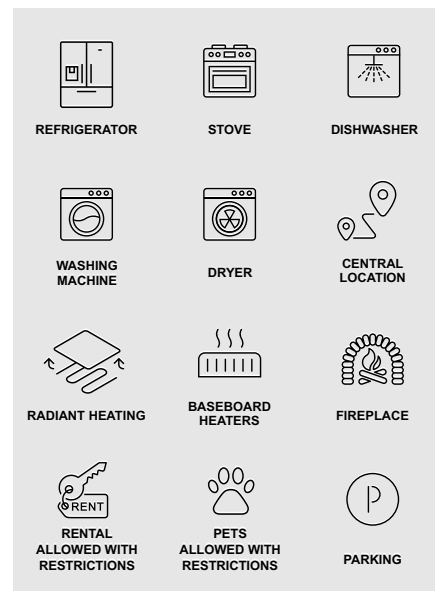 REFRIGERATOR
STOVE
DISHWASHER
WASHING
MACHINE
DRYER
CENTRAL
LOCATION
RADIANT HEATING
BASEBOARD
HEATERS
FIREPLACE
RENT
RENTAL
ALLOWED WITH
RESTRICTIONS
PETS
ALLOWED WITH
RESTRICTIONS
P
PARKING